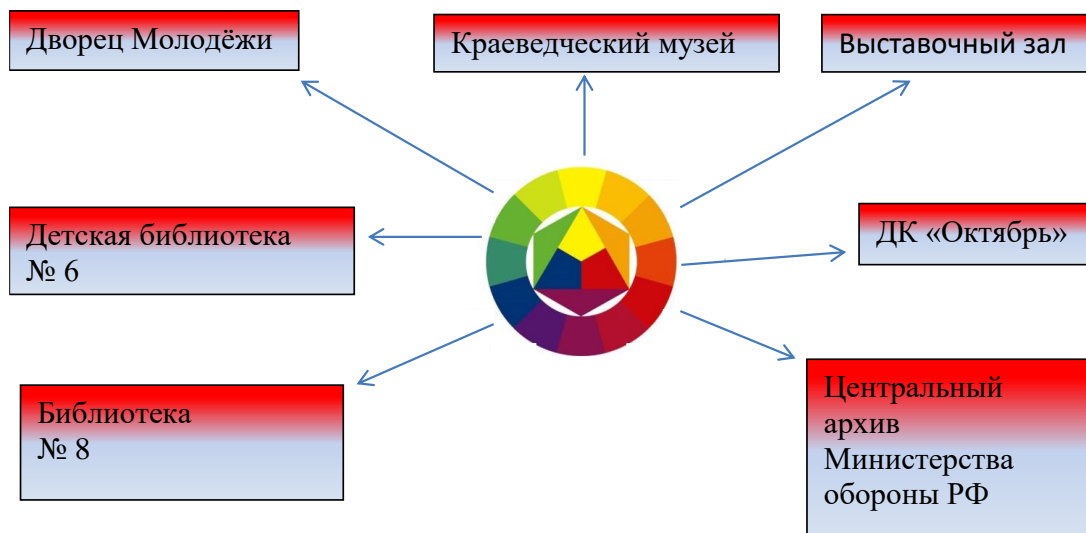 Дворец Молодёжи
Краеведческий музей
Выставочный зал
Детская библиотека
№ 6
ДК «Октябрь»
Библиотека
№ 8
Центральный
архив
Министерства
обороны РФ